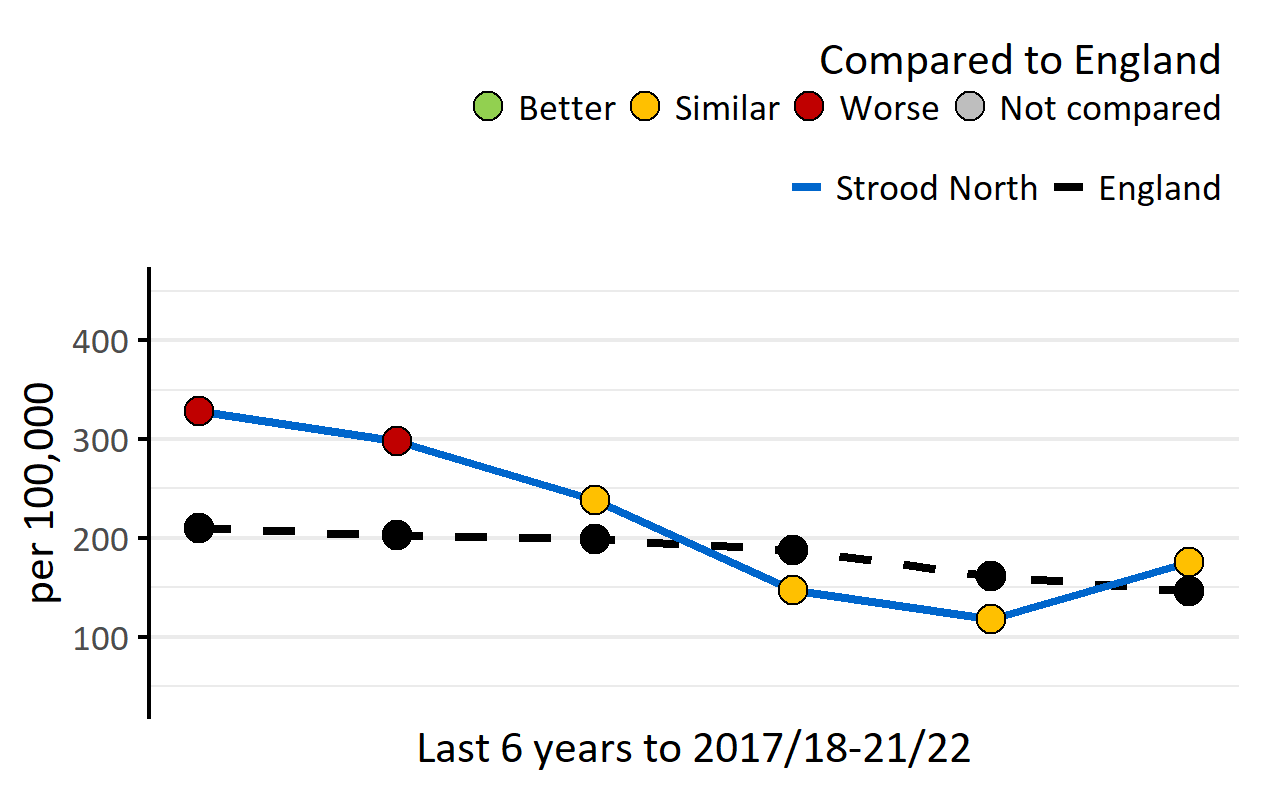 Compared to England
Better Similar Worse Not compared
Strood North England
400
300
200
100
per 100,000
Last 6 years to 2017/18-21/22